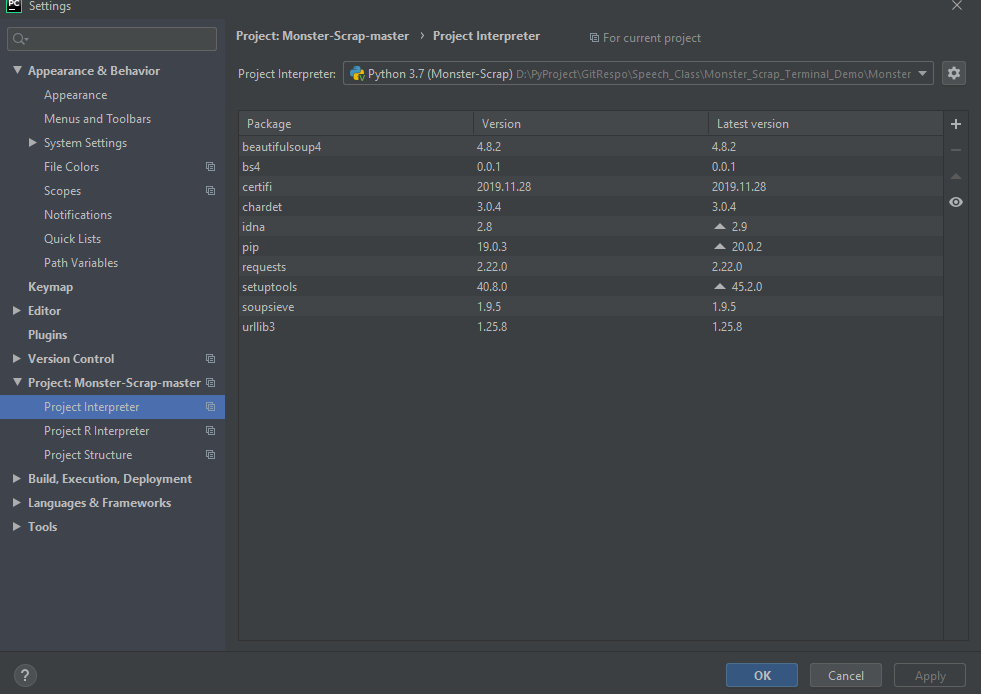 PC Settings
Project: Monster-Scrap-master › Project Interpreter For current project
Project Interpreter: Python 3.7 (Monster-Scrap) D:\PyProject\GitRespo\Speech_Class\Monster_Scrap_Terminal_Demo\Monster
Appearance & Behavior
Appearance
Menus and Toolbars
System Settings
File Colors
Scopes
Notifications
Quick Lists
Path Variables
Keymap
Editor
Plugins
Version Control
Project: Monster-Scrap-master
Project Interpreter
Project R Interpreter
Project Structure
Build, Execution, Deployment
Languages & Frameworks
Tools
Package Version Latest version
beautifulsoup4 4.8.2 4.8.2
bs4 0.0.1 0.0.1
certifi 2019.11.28 2019.11.28
chardet 3.0.4 3.0.4
idna 2.8 2.9
pip 19.0.3 20.0.2
requests 2.22.0 2.22.0
setuptools 40.8.0 45.2.0
soupsieve 1.9.5 1.9.5
urllib3 1.25.8 1.25.8
? OK Cancel Apply